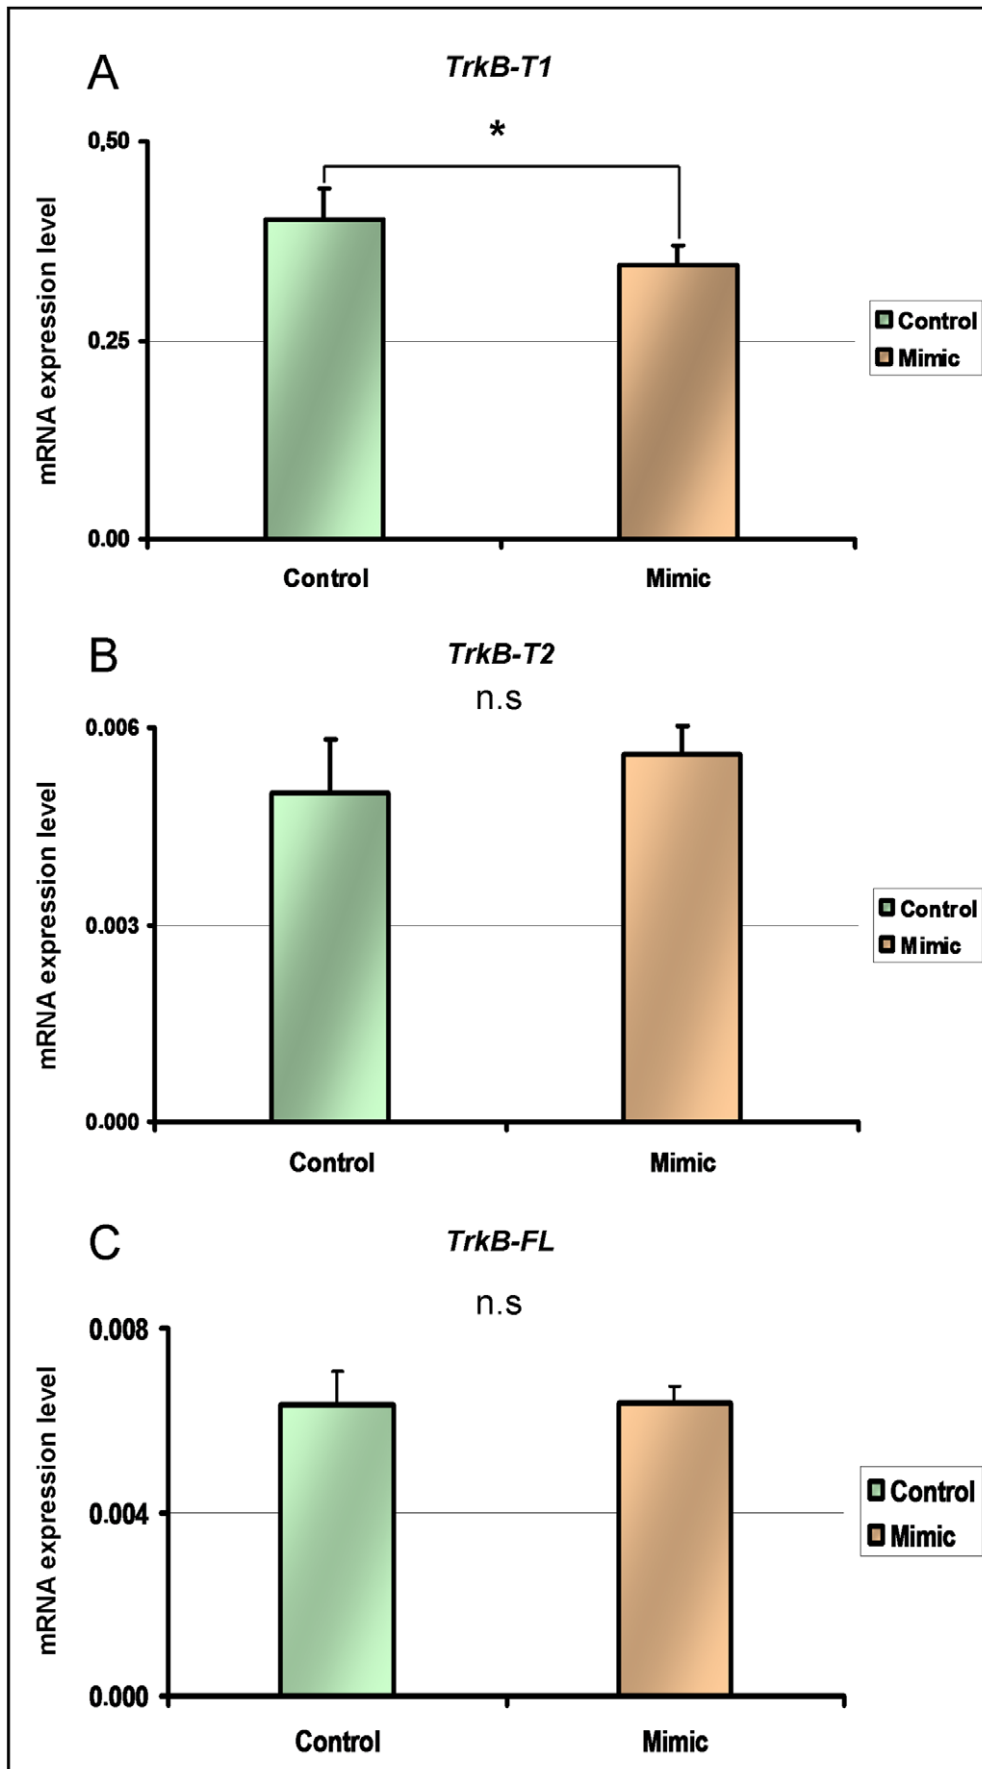 A
TrkB-T1
*
0,50
0.25
0.00
mRNA expression level
Control
Mimic
Control
Mimic
B
TrkB-T2
n.s
0.006
0.003
0.000
mRNA expression level
Control
Mimic
Control
Mimic
C
TrkB-FL
n.s
0.008
0.004
0.000
mRNA expression level
Control
Mimic
Control
Mimic